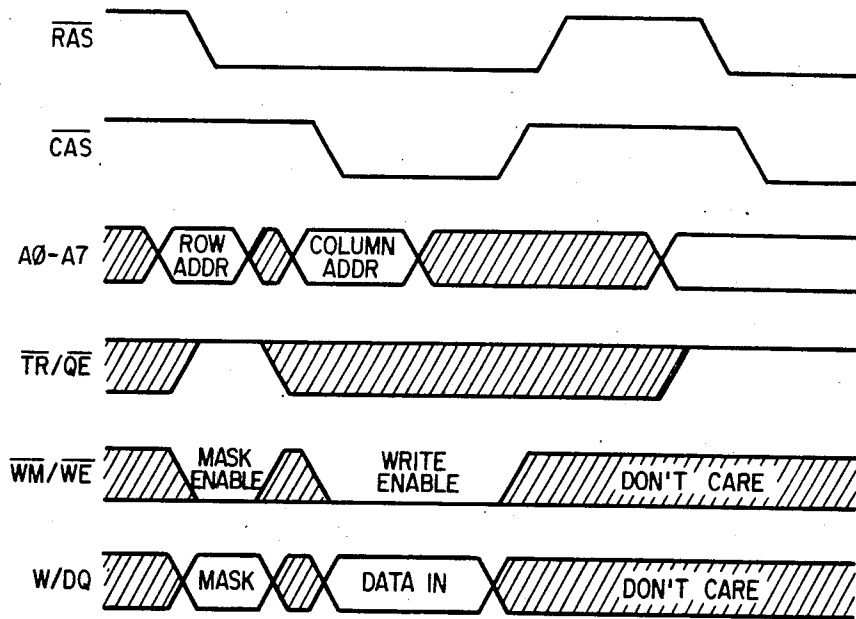 RAS
CAS
A0-A7
ROW
ADDR
COLUMN
ADDR
TR/QE
WM/WE
MASK
ENABLE
WRITE
ENABLE
DON'T CARE
W/DQ
MASK
DATA IN
DON'T CARE